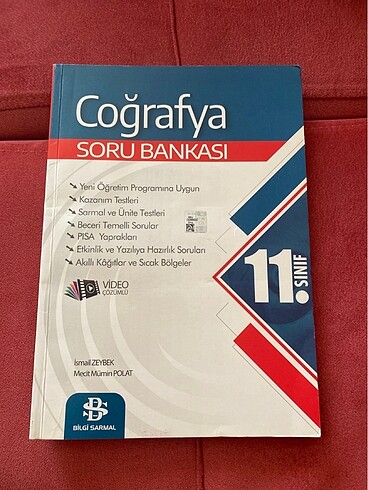 Coğrafya
SORU BANKASI
Yeni Öğretim Programına Uygun
Kazanım Testleri
Sarmal ve Ünite Testleri
Beceri Temelli Sorular
PISA Yaprakları
Etkinlik ve Yazılıya Hazırlık Soruları
Akıllı Kâğıtlar ve Sıcak Bölgeler
VİDEO
ÇÖZÜMLÜ
11. SINIF
İsmail ZEYBEK
Mecit Mümin POLAT
BS
BİLGİ SARMAL